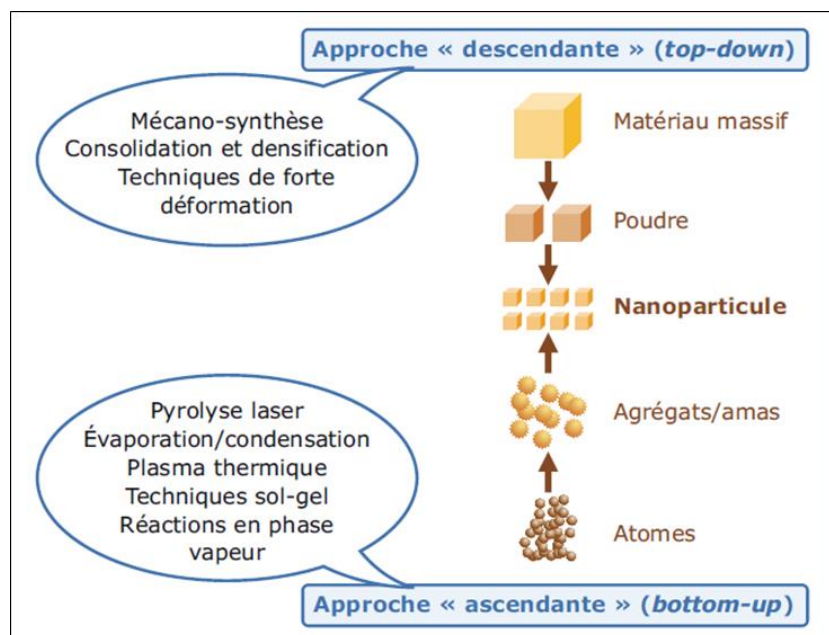 Approche « descendante » (top-down)
Mécano-synthèse
Consolidation et densification
Techniques de forte
déformation
Matériau massif
Poudre
Nanoparticule
Agrégats/amas
Atomes
Pyrolyse laser
Évaporation/condensation
Plasma thermique
Techniques sol-gel
Réactions en phase
vapeur
Approche « ascendante » (bottom-up)